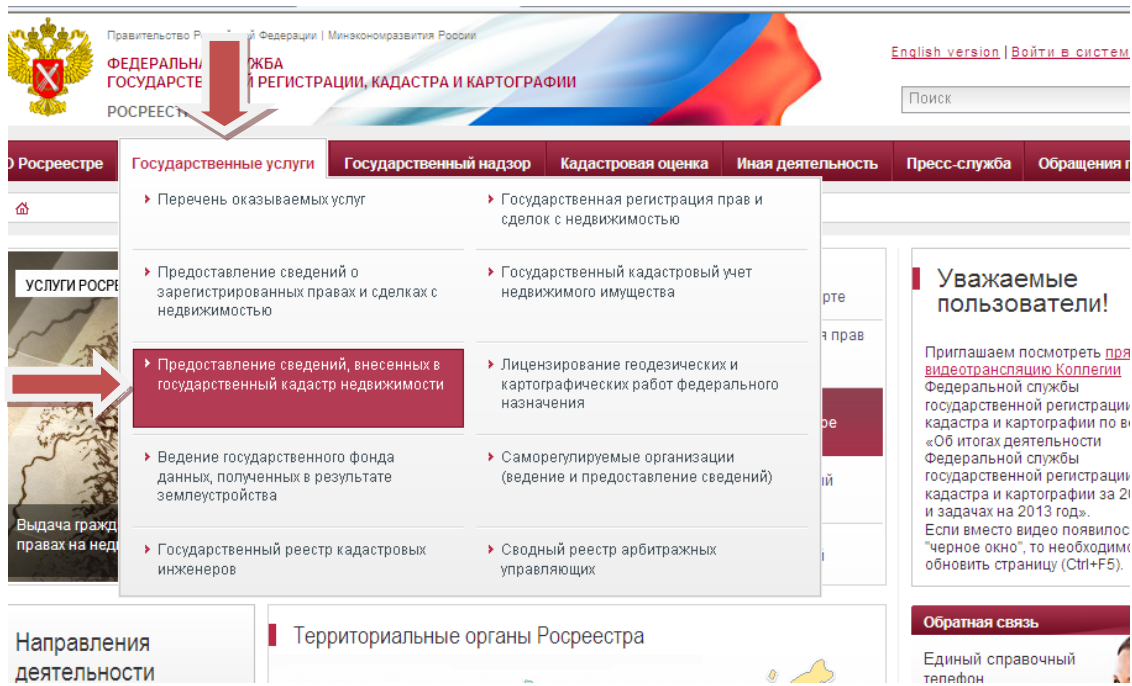 Правительство Р й Федерации | Минэкономразвития России
ФЕДЕРАЛЬНА ЖБА
ГОСУДАРСТВЕ Й РЕГИСТРАЦИИ, КАДАСТРА И КАРТОГРАФИИ
РОСРЕЕСТ
English version | Войти в систем
Поиск
О Росреестре
Государственные услуги
Государственный надзор
Кадастровая оценка
Иная деятельность
Пресс-служба
Обращения г
Перечень оказываемых услуг
Государственная регистрация прав и
сделок с недвижимостью
Предоставление сведений о
зарегистрированных правах и сделках с
недвижимостью
Государственный кадастровый учет
недвижимого имущества
Предоставление сведений, внесенных в
государственный кадастр недвижимости
Лицензирование геодезических и
картографических работ федерального
назначения
Ведение государственного фонда
данных, полученных в результате
землеустройства
Саморегулируемые организации
(ведение и предоставление сведений)
Государственный реестр кадастровых
инженеров
Сводный реестр арбитражных
управляющих
УСЛУГИ РОСРЕ
Выдача гражд
правах на нед
рте
я прав
ре
ый
й
Уважаемые
пользователи!
Приглашаем посмотреть пря
видеотрансляцию Коллегии
Федеральной службы
государственной регистрации
кадастра и картографии по в
«Об итогах деятельности
Федеральной службы
государственной регистрации
кадастра и картографии за 20
и задачах на 2013 год».
Если вместо видео появилос
"черное окно", то необходимо
обновить страницу (Ctrl+F5).
Направления
деятельности
Территориальные органы Росреестра
Обратная связь
Единый справочный
телефон